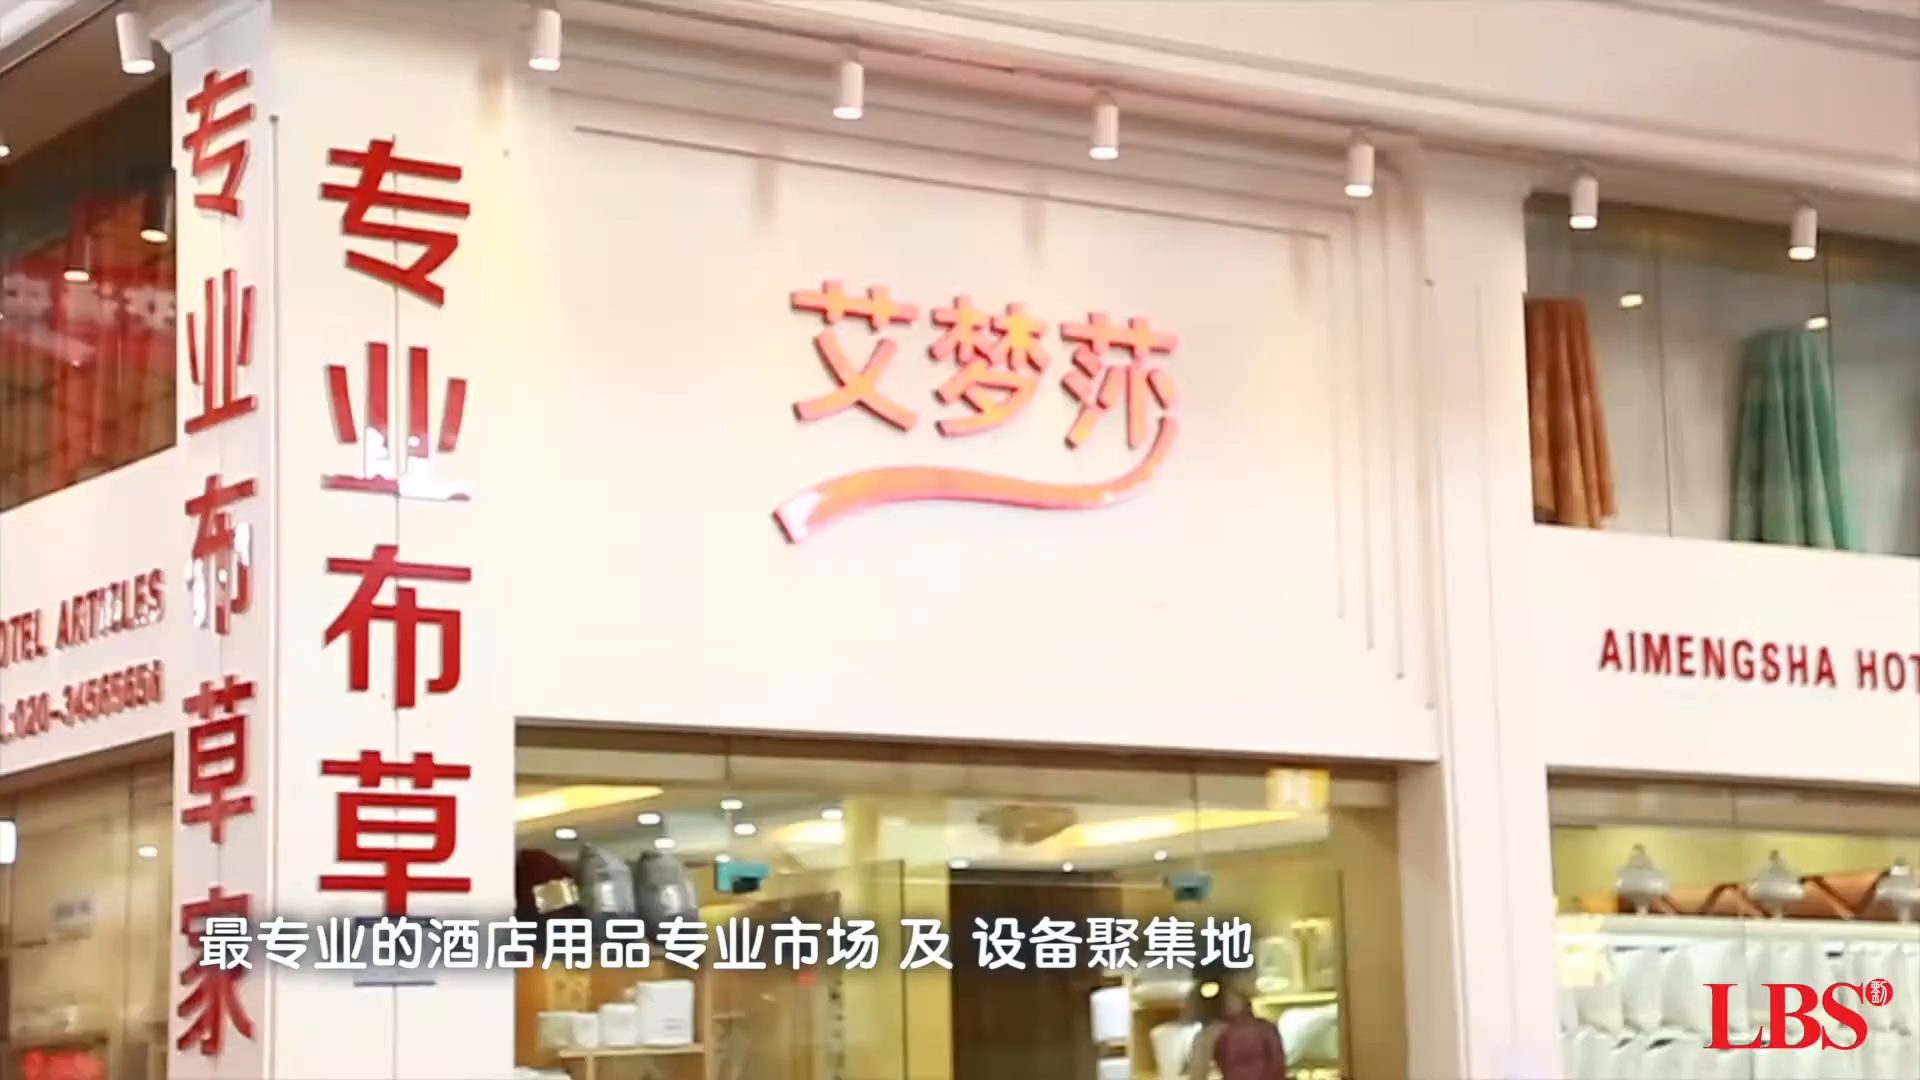 专业布草家
专业布草
艾梦莎
HOTEL ARTICLES
AIMENGSHA HOT
最专业的酒店用品专业市场 及 设备聚集地
LBS